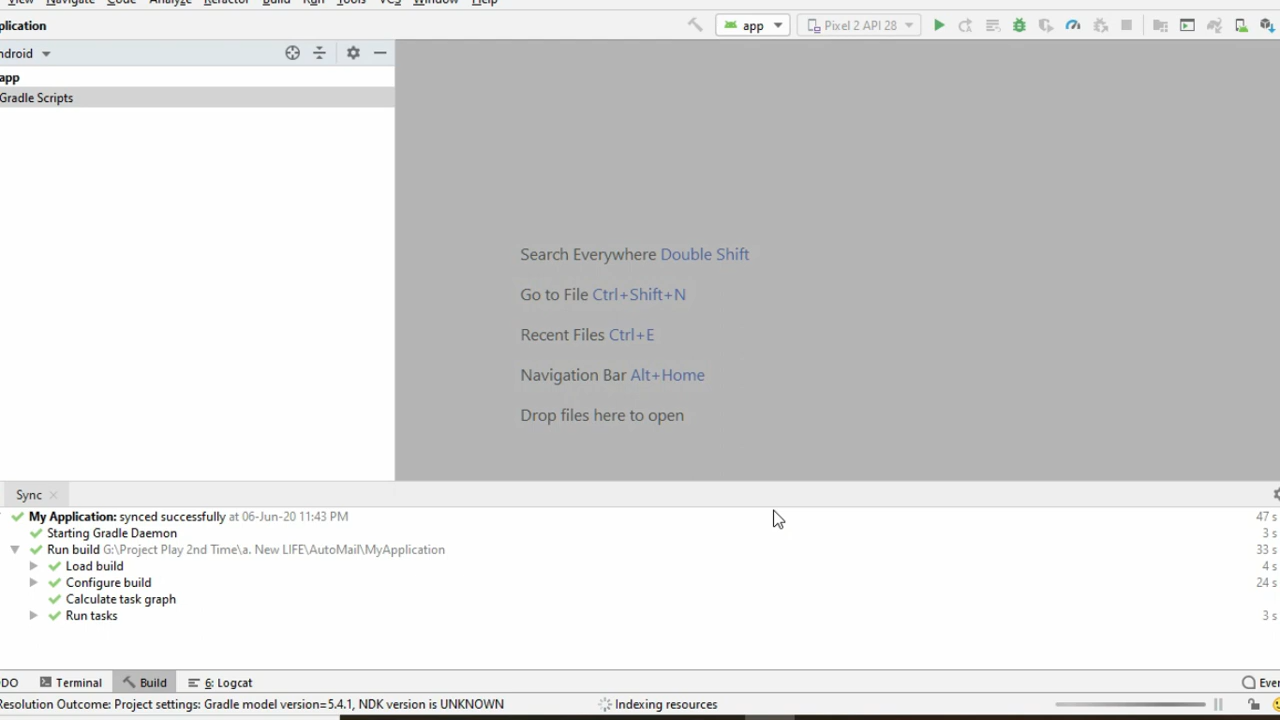 View Navigate Code Analyze Refactor Build Run Tools VCS Window Help
plication
app
Pixel 2 API 28
ndroid
app
Gradle Scripts
Search Everywhere Double Shift
Go to File Ctrl+Shift+N
Recent Files Ctrl+E
Navigation Bar Alt+Home
Drop files here to open
Sync
My Application: synced successfully at 06-Jun-20 11:43 PM 47 s
Starting Gradle Daemon 3 s
Run build G:\Project Play 2nd Time\a. New LIFE\AutoMail\MyApplication 33 s
Load build 4 s
Configure build 24 s
Calculate task graph
Run tasks 3 s
DO Terminal Build 6: Logcat Ever
Resolution Outcome: Project settings: Gradle model version=5.4.1, NDK version is UNKNOWN Indexing resources